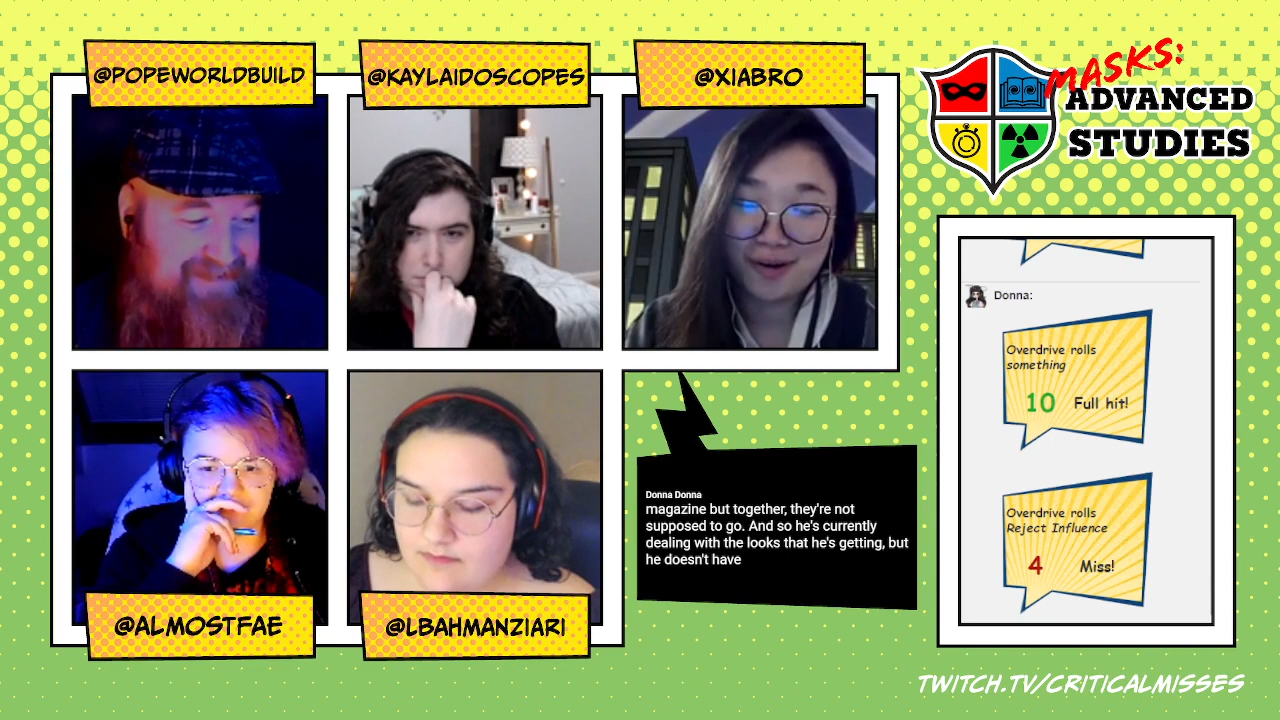 @POPEWORLDBUILD
@KAYLAIDOSCOPES
@XIABRO
MASKS:
ADVANCED
STUDIES
Donna:
Overdrive rolls
something
10 Full hit!
Overdrive rolls
Reject Influence
4 Miss!
Donna Donna
magazine but together, they're not
supposed to go. And so he's currently
dealing with the looks that he's getting, but
he doesn't have
@ALMOSTFAE
@LBAHMANZIARI
TWITCH.TV/CRITICALMISSES